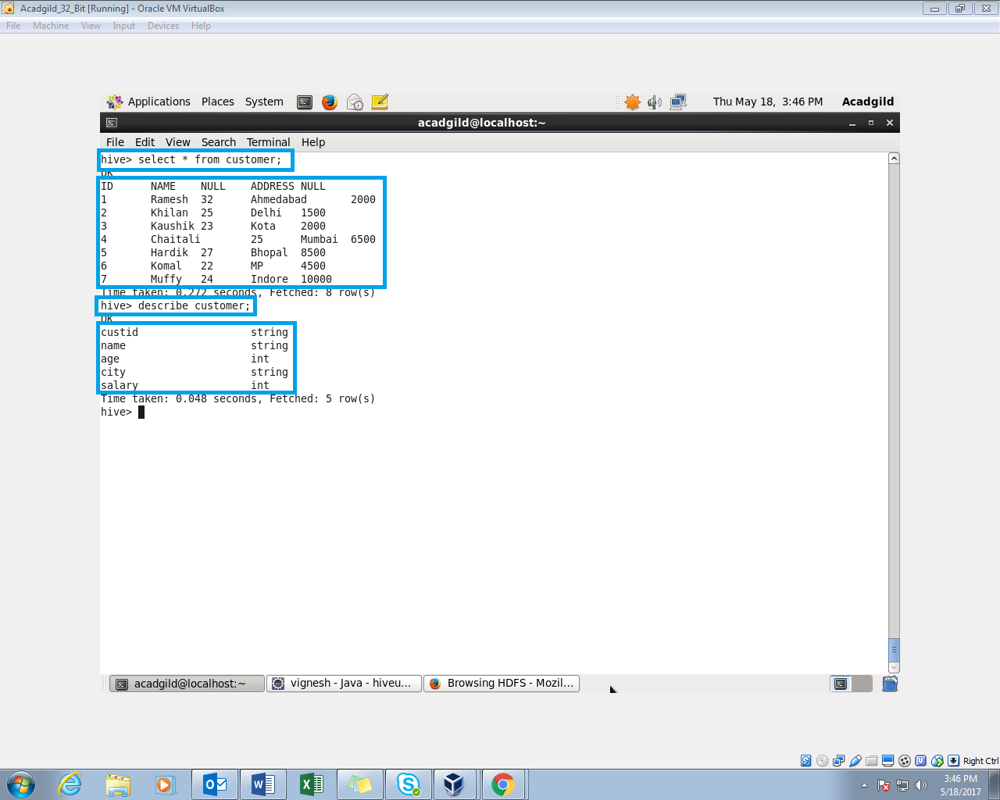 Acadgild_32_Bit [Running] - Oracle VM VirtualBox
File Machine View Input Devices Help
Applications Places System Thu May 18, 3:46 PM Acadgild
acadgild@localhost:~
File Edit View Search Terminal Help
hive> select * from customer;
OK
ID NAME NULL ADDRESS NULL
1 Ramesh 32 Ahmedabad 2000
2 Khilan 25 Delhi 1500
3 Kaushik 23 Kota 2000
4 Chaitali 25 Mumbai 6500
5 Hardik 27 Bhopal 8500
6 Komal 22 MP 4500
7 Muffy 24 Indore 10000
Time taken: 0.272 seconds, Fetched: 8 row(s)
hive> describe customer;
OK
custid string
name string
age int
city string
salary int
Time taken: 0.048 seconds, Fetched: 5 row(s)
hive>
acadgild@localhost:~ vignesh - Java - hiveu... Browsing HDFS - Mozil...
Right Ctrl
3:46 PM
5/18/2017